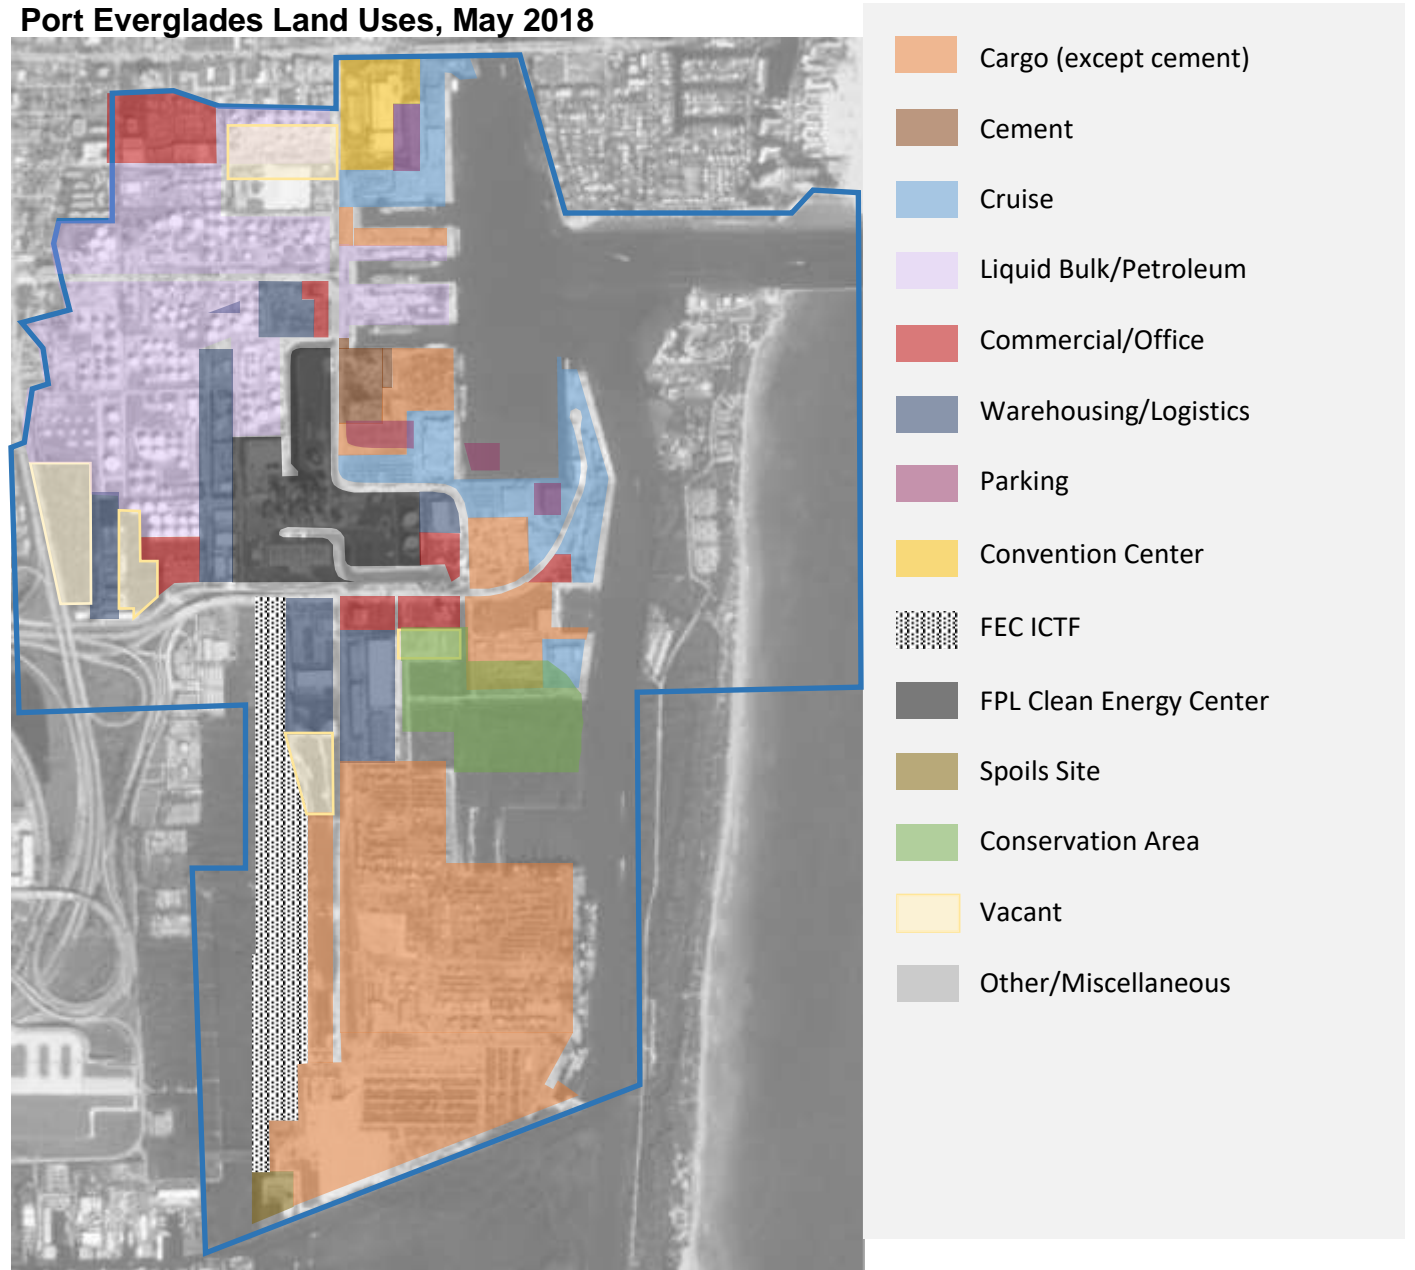 Port Everglades Land Uses, May 2018
Cargo (except cement)
Cement
Cruise
Liquid Bulk/Petroleum
Commercial/Office
Warehousing/Logistics
Parking
Convention Center
FEC ICTF
FPL Clean Energy Center
Spoils Site
Conservation Area
Vacant
Other/Miscellaneous